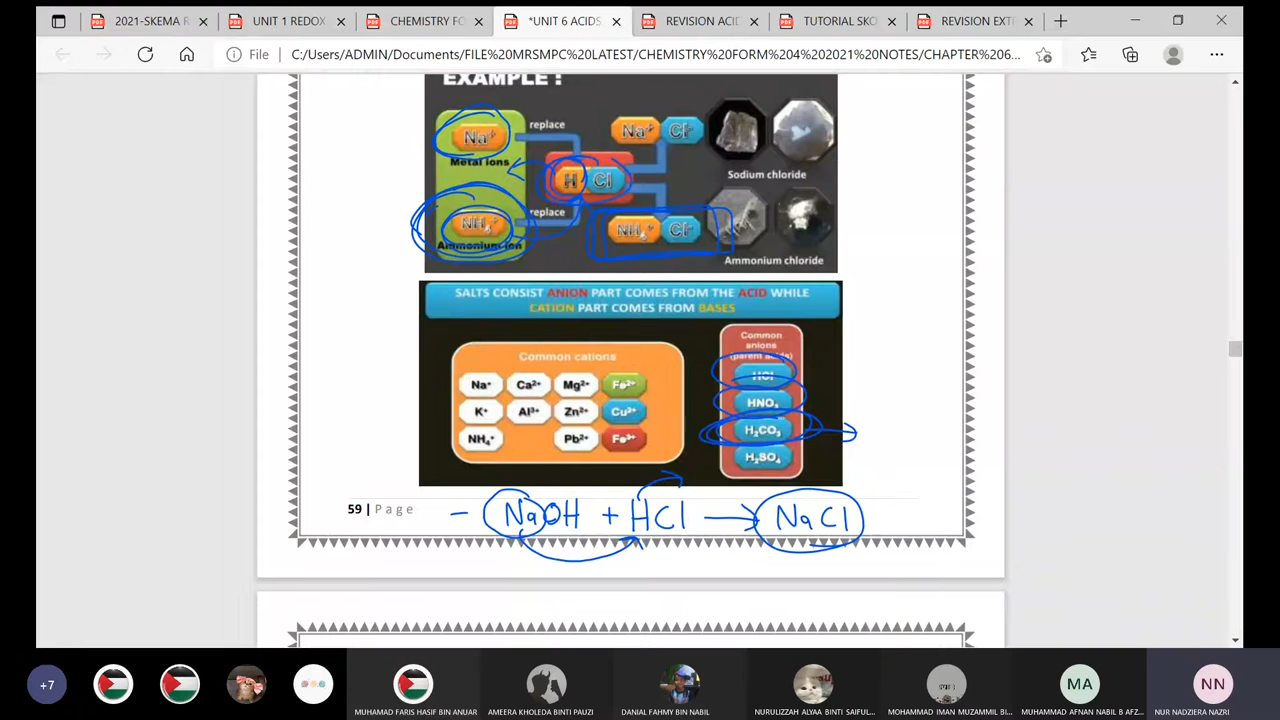 2021-SKEMA R
UNIT 1 REDOX
CHEMISTRY FO
*UNIT 6 ACIDS
REVISION ACID
TUTORIAL SKO
REVISION EXT
File
C:/Users/ADMIN/Documents/FILE%20MRSMPC%20LATEST/CHEMISTRY%20FORM%204%202021%20NOTES/CHAPTER%206...
EXAMPLE :
Na⁺ replace Na⁺ Cl⁻
Metal ions
H Cl
Sodium chloride
NH₄⁺ replace NH₄⁺ Cl⁻
Ammonium ion
Ammonium chloride
SALTS CONSIST ANION PART COMES FROM THE ACID WHILE
CATION PART COMES FROM BASES
Common cations
Na⁺ Ca²⁺ Mg²⁺ Fe²⁺
K⁺ Al³⁺ Zn²⁺ Cu²⁺
NH₄⁺ Pb²⁺ Fe³⁺
Common
anions
(parent acids)
HCl
HNO₃
H₂CO₃
H₂SO₄
59 | Page
– NaOH + HCl → NaCl
+7
MUHAMAD FARIS HASIF BIN ANUAR
AMEERA KHOLEDA BINTI PAUZI
DANIAL FAHMY BIN NABIL
NURULIZZAH ALYAA BINTI SAIFUL...
MOHAMMAD IMAN MUZAMMIL BI...
MA
MUHAMMAD AFNAN NABIL B AFZ...
NN
NUR NADZIERA NAZRI